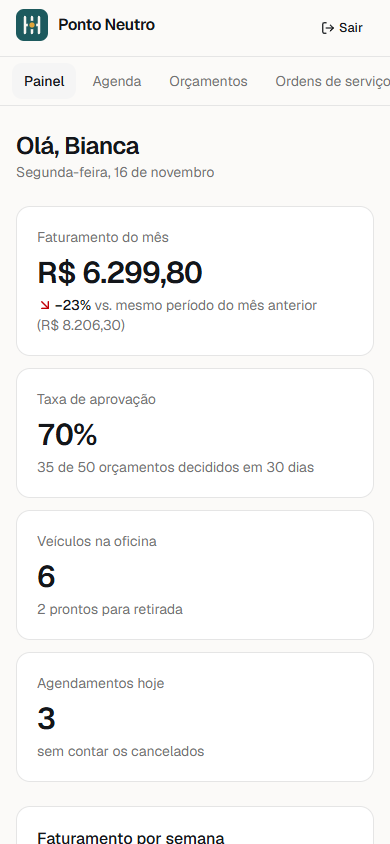 Ponto Neutro
Sair
Painel Agenda Orçamentos Ordens de serviço
Olá, Bianca
Segunda-feira, 16 de novembro
Faturamento do mês
R$ 6.299,80
−23% vs. mesmo período do mês anterior
(R$ 8.206,30)
Taxa de aprovação
70%
35 de 50 orçamentos decididos em 30 dias
Veículos na oficina
6
2 prontos para retirada
Agendamentos hoje
3
sem contar os cancelados
Faturamento por semana